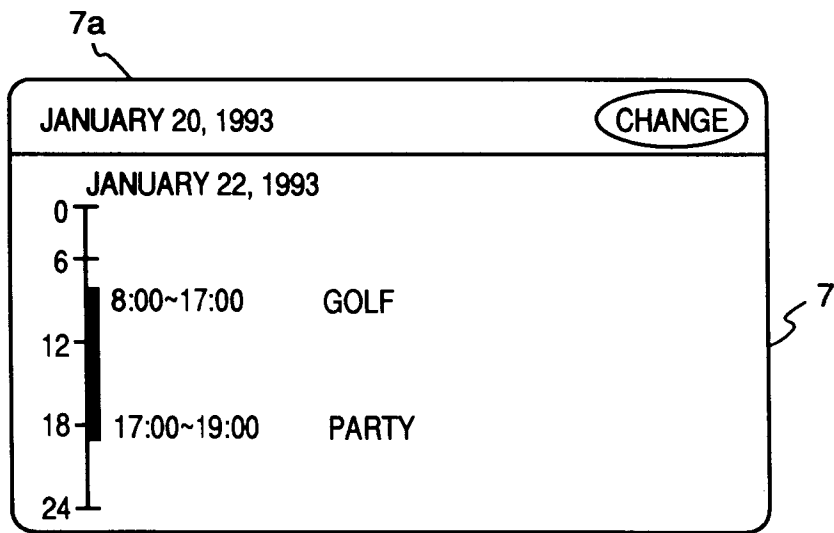 7a
JANUARY 20, 1993 CHANGE
JANUARY 22, 1993
0
6
8:00~17:00 GOLF
7
12
18 17:00~19:00 PARTY
24